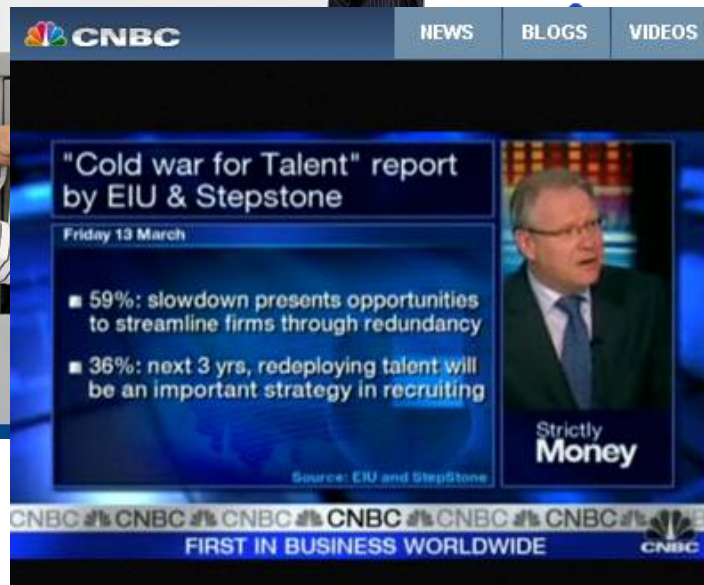 CNBC
NEWS BLOGS VIDEOS
"Cold war for Talent" report
by EIU & Stepstone
Friday 13 March
59%: slowdown presents opportunities
to streamline firms through redundancy
36%: next 3 yrs, redeploying talent will
be an important strategy in recruiting
Source: EIU and StepStone
Strictly
Money
CNBC CNBC CNBC CNBC CNBC CNBC
FIRST IN BUSINESS WORLDWIDE
CNBC